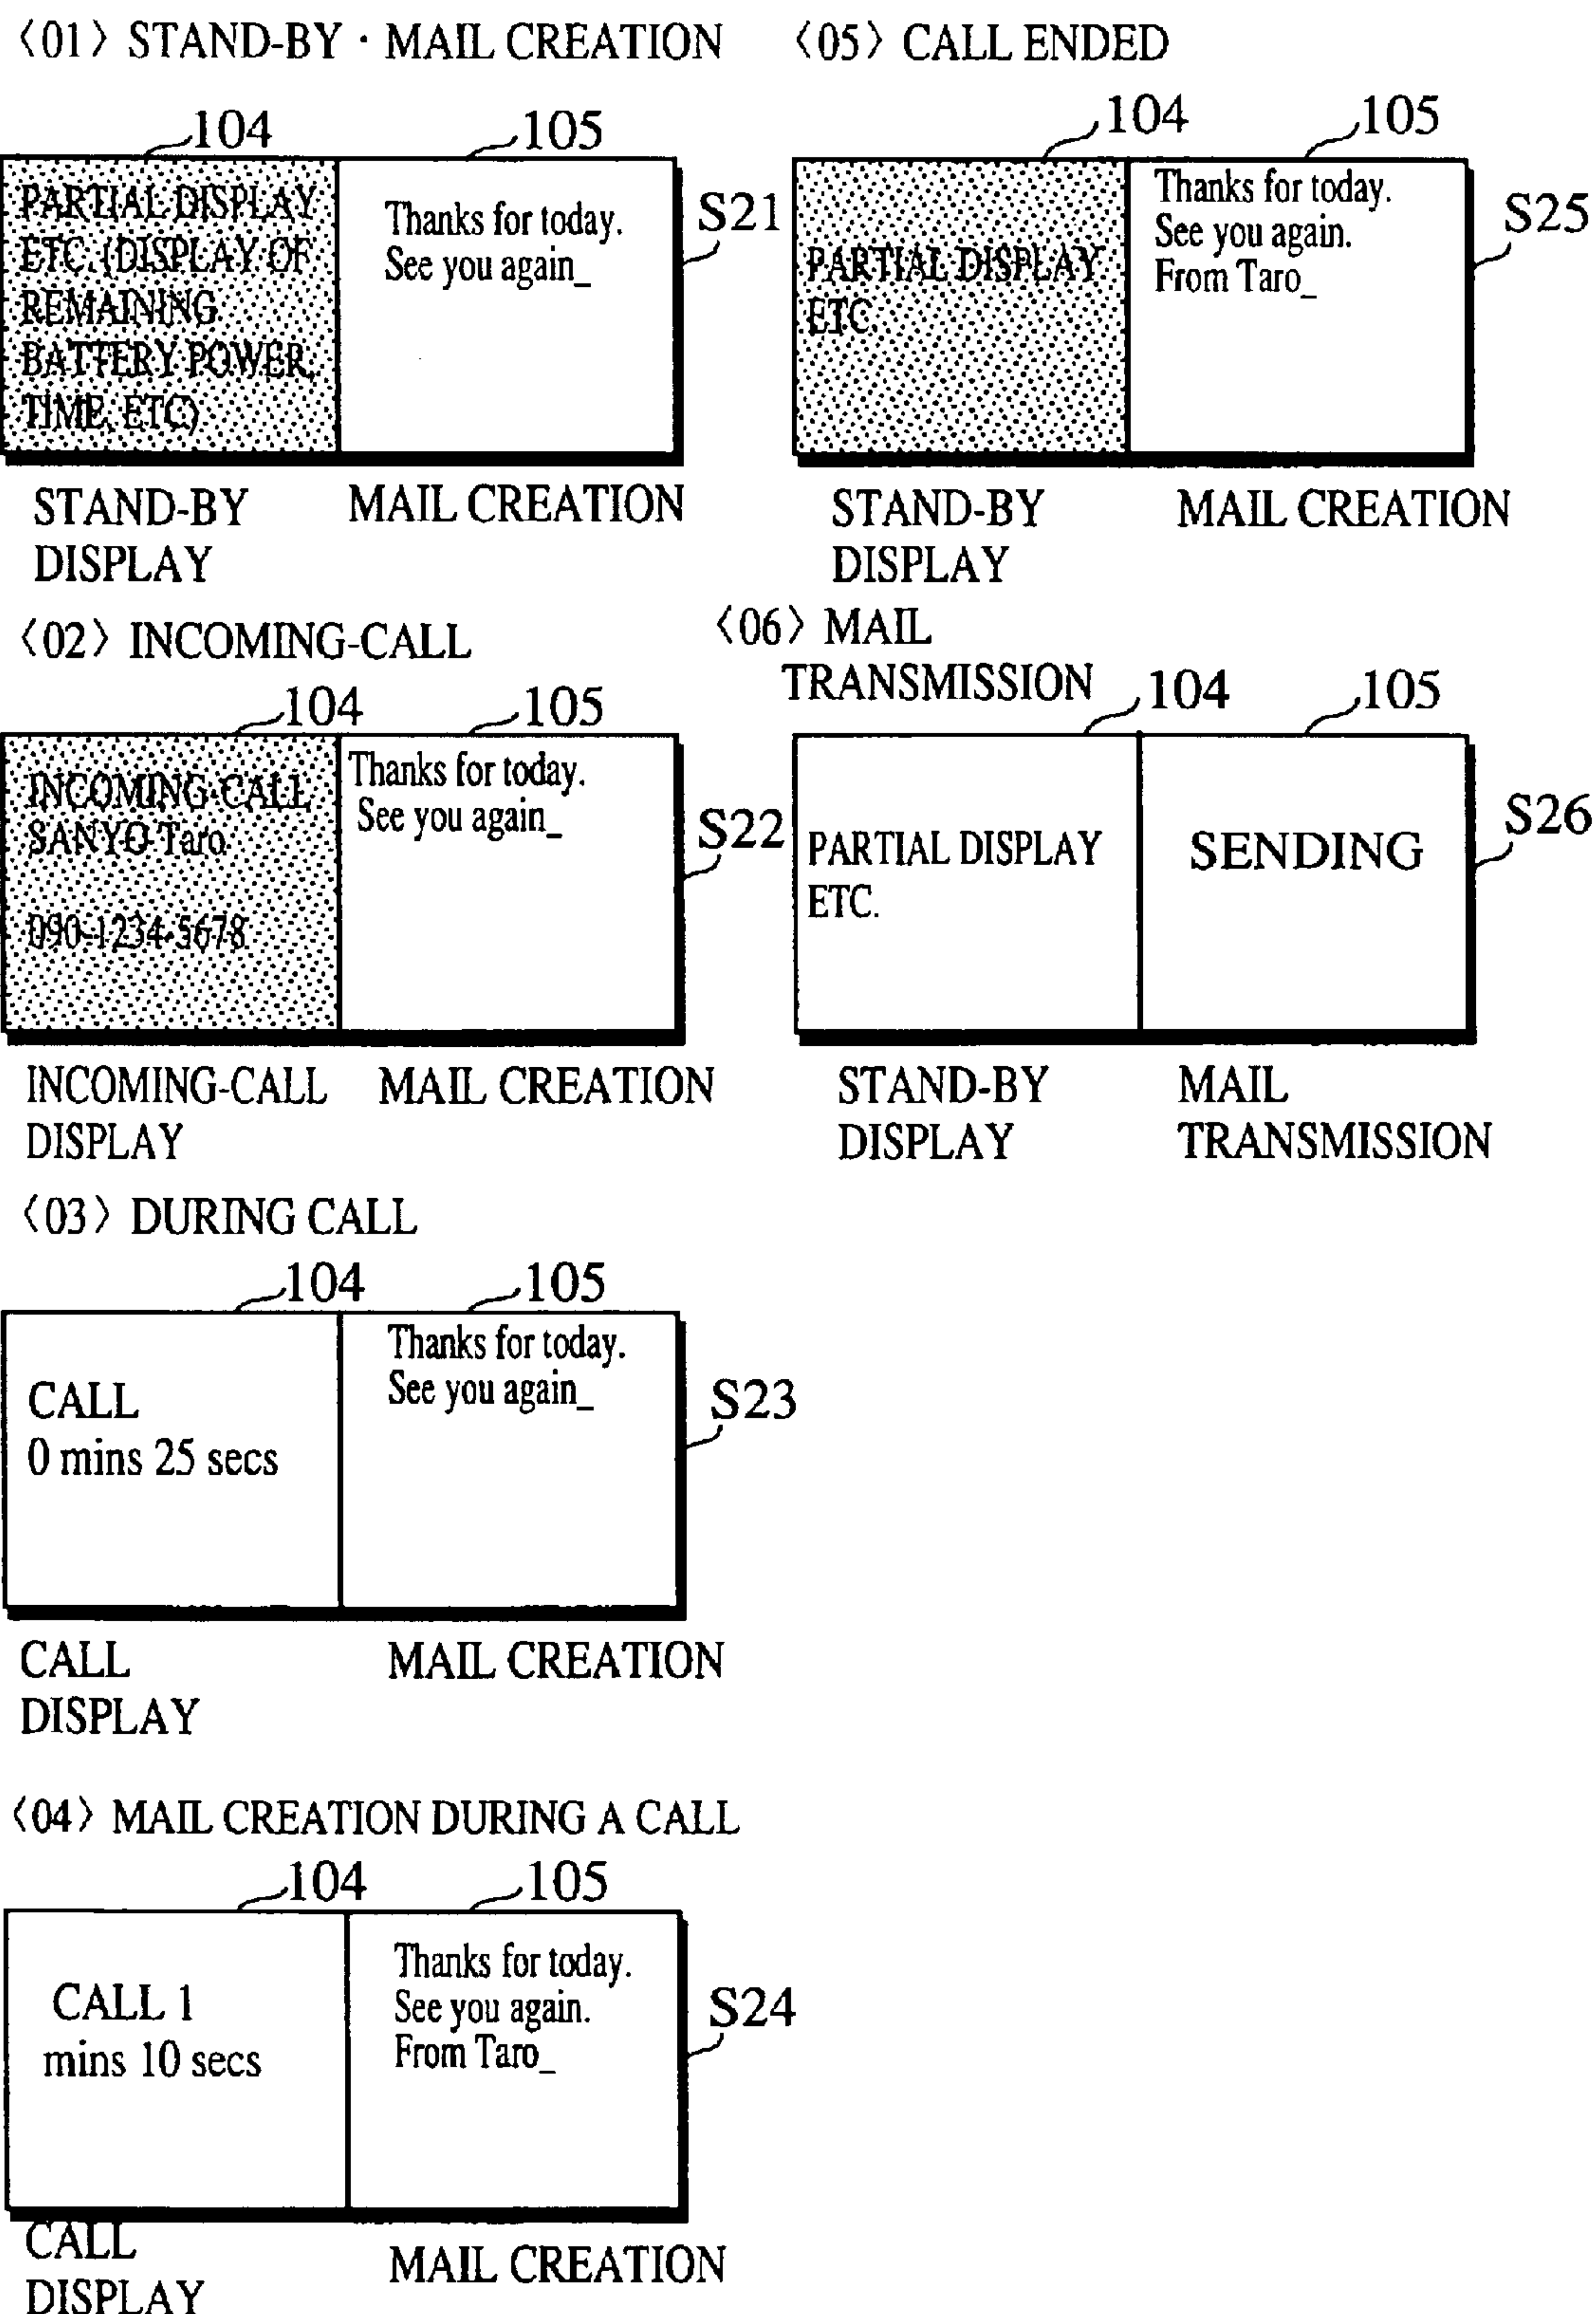 〈01〉 STAND-BY · MAIL CREATION
104
105
PARTIAL DISPLAY
ETC. (DISPLAY OF
REMAINING
BATTERY POWER,
TIME, ETC)
Thanks for today.
See you again_
S21
STAND-BY
DISPLAY
MAIL CREATION
〈02〉 INCOMING-CALL
104
105
INCOMING-CALL
SANYO Taro
090-1234-5678
Thanks for today.
See you again_
S22
INCOMING-CALL
DISPLAY
MAIL CREATION
〈03〉 DURING CALL
104
105
CALL
0 mins 25 secs
Thanks for today.
See you again_
S23
CALL
DISPLAY
MAIL CREATION
〈04〉 MAIL CREATION DURING A CALL
104
105
CALL 1
mins 10 secs
Thanks for today.
See you again.
From Taro_
S24
CALL
DISPLAY
MAIL CREATION
〈05〉 CALL ENDED
104
105
PARTIAL DISPLAY
ETC.
Thanks for today.
See you again.
From Taro_
S25
STAND-BY
DISPLAY
MAIL CREATION
〈06〉 MAIL
TRANSMISSION
104
105
PARTIAL DISPLAY
ETC.
SENDING
S26
STAND-BY
DISPLAY
MAIL
TRANSMISSION